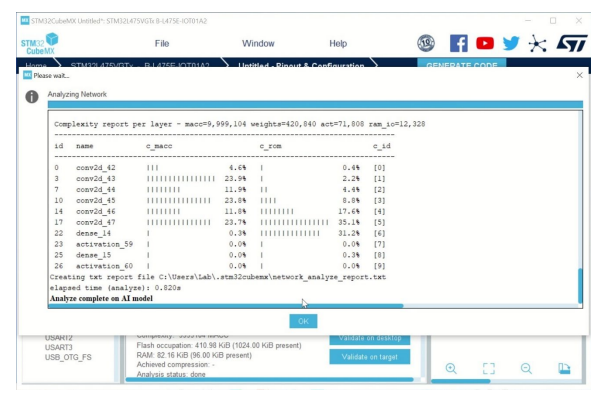 MX STM32CubeMX Untitled*: STM32L475VGTx B-L475E-IOT01A2
STM32 CubeMX File Window Help
Home STM32L475VGTx - B-L475E-IOT01A2 Untitled - Pinout & Configuration GENERATE CODE
MX Please wait...
Analyzing Network
Complexity report per layer - macc=9,999,104 weights=420,840 act=71,808 ram_io=12,328
id name c_macc c_rom c_id
0 conv2d_42 ||| 4.6% | 0.4% [0]
3 conv2d_43 |||||||||||||||| 23.9% | 2.2% [1]
7 conv2d_44 |||||||| 11.9% || 4.4% [2]
10 conv2d_45 ||||||||||||||| 23.8% |||| 8.8% [3]
14 conv2d_46 |||||||| 11.8% |||||||| 17.6% [4]
17 conv2d_47 ||||||||||||||| 23.7% |||||||||||||||| 35.1% [5]
22 dense_14 | 0.3% |||||||||||||| 31.2% [6]
23 activation_59 | 0.0% | 0.0% [7]
25 dense_15 | 0.0% | 0.3% [8]
26 activation_60 | 0.0% | 0.0% [9]
Creating txt report file C:\Users\Lab\.stm32cubemx\network_analyze_report.txt
elapsed time (analyze): 0.820s
Analyze complete on AI model
OK
USART3
USB_OTG_FS
Flash occupation: 410.98 KiB (1024.00 KiB present)
RAM: 82.16 KiB (96.00 KiB present)
Achieved compression: -
Analysis status: done
Validate on desktop
Validate on target